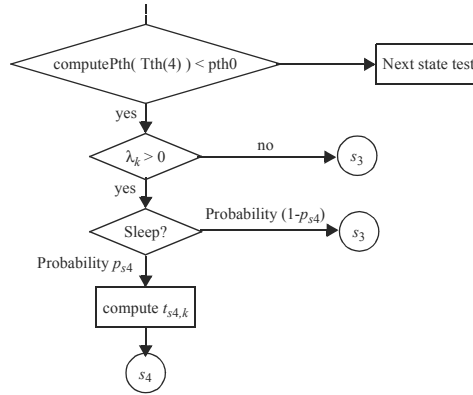 computePth( Tth(4) ) < pth0
Next state test
yes
λk > 0
no
s3
yes
Sleep?
Probability (1-ps4)
s3
Probability ps4
compute ts4,k
s4